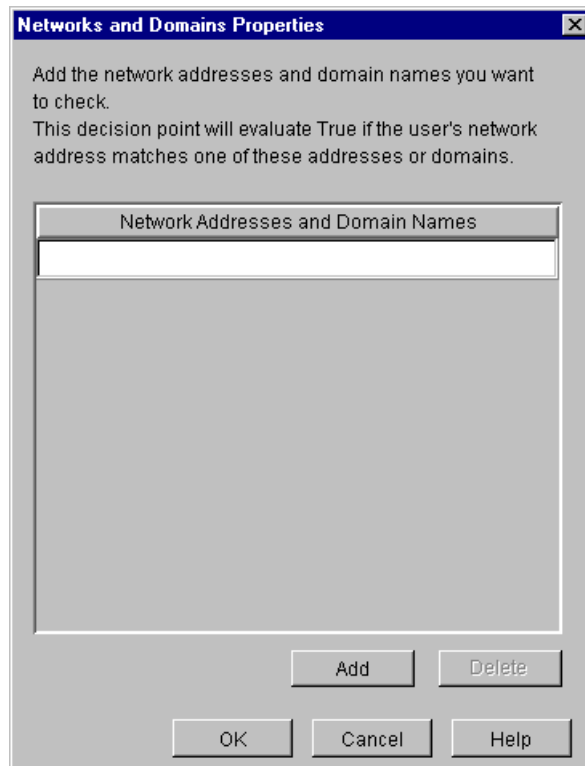 Networks and Domains Properties
Add the network addresses and domain names you want
to check.
This decision point will evaluate True if the user's network
address matches one of these addresses or domains.
Network Addresses and Domain Names
Add
Delete
OK
Cancel
Help